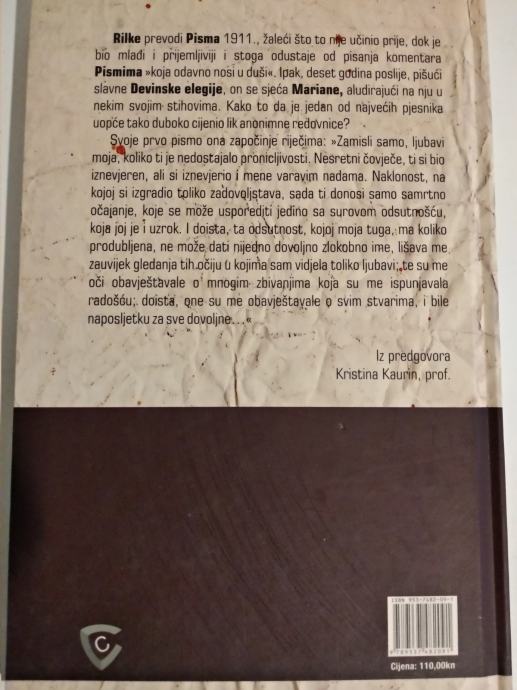 Rilke prevodi Pisma 1911., žaleći što to nije učinio prije, dok je
bio mlađi i prijemljiviji i stoga odustaje od pisanja komentara
Pismima »koja odavno nosi u duši«. Ipak, deset godina poslije, pišući
slavne Devinske elegije, on se sjeća Mariane, aludirajući na nju u
nekim svojim stihovima. Kako to da je jedan od najvećih pjesnika
uopće tako duboko cijenio lik anonimne redovnice?
Svoje prvo pismo ona započinje riječima: »Zamisli samo, ljubavi
moja, koliko ti je nedostajalo pronicljivosti. Nesretni čovječe, ti si bio
iznevjeren, ali si iznevjerio i mene varavim nadama. Naklonost, na
kojoj si izgradio toliko zadovoljstava, sada ti donosi samo samrtno
očajanje, koje se može usporediti jedino sa surovom odsutnošću,
koja joj je i uzrok. I doista, ta odsutnost, kojoj moja tuga, ma koliko
produbljena, ne može dati nijedno dovoljno zlokobno ime, lišava me
zauvijek gledanja tih očiju u kojima sam vidjela toliko ljubavi; te su me
oči obavještavale o mnogim zbivanjima koja su me ispunjavala
radošću; doista, one su me obavještavale o svim stvarima, i bile
naposljetku za sve dovoljne...«
Iz predgovora
Kristina Kaurin, prof.
C
Cijena: 110,00kn